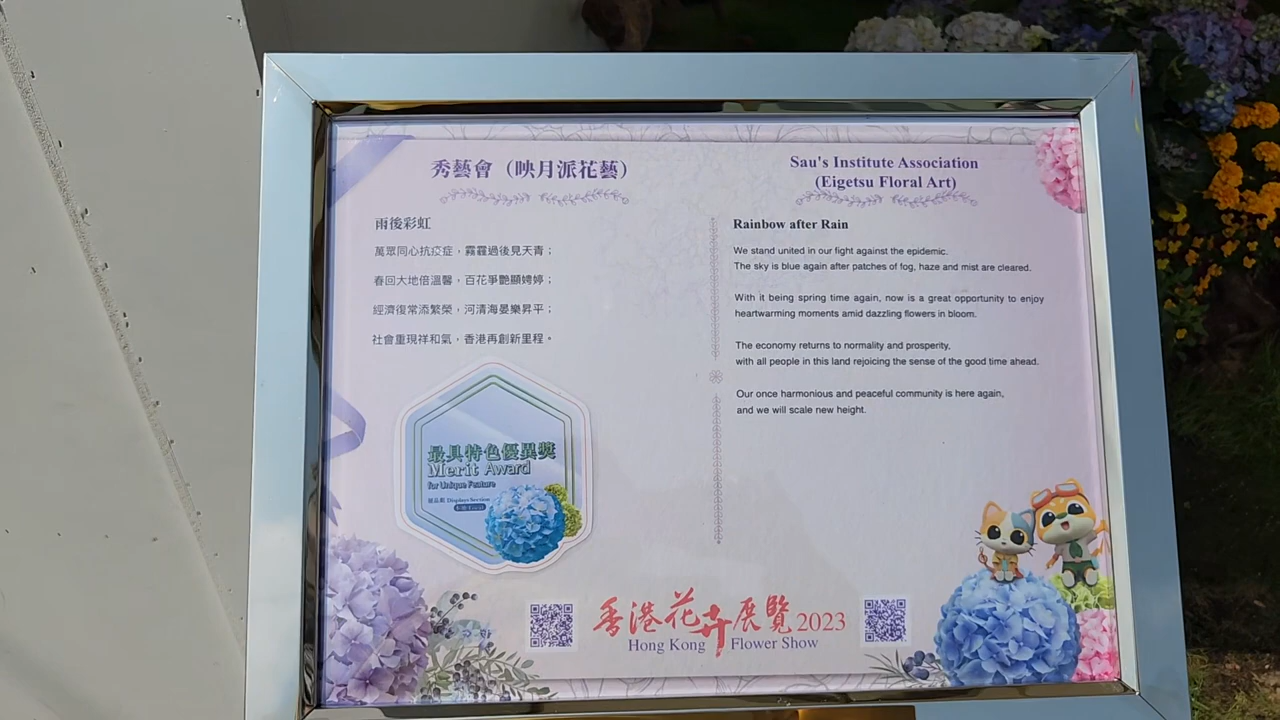 秀藝會（映月派花藝）
雨後彩虹
萬眾同心抗疫症，霧霾過後見天青；
春回大地倍溫馨，百花爭艷顯娉婷；
經濟復常添繁榮，河清海晏樂昇平；
社會重現祥和氣，香港再創新里程。
最具特色優異獎
Merit Award
for Unique Feature
Displays Section
Sau's Institute Association
(Eigetsu Floral Art)
Rainbow after Rain
We stand united in our fight against the epidemic.
The sky is blue again after patches of fog, haze and mist are cleared.
With it being spring time again, now is a great opportunity to enjoy
heartwarming moments amid dazzling flowers in bloom.
The economy returns to normality and prosperity,
with all people in this land rejoicing the sense of the good time ahead.
Our once harmonious and peaceful community is here again,
and we will scale new height.
香港花卉展覽2023
Hong Kong Flower Show